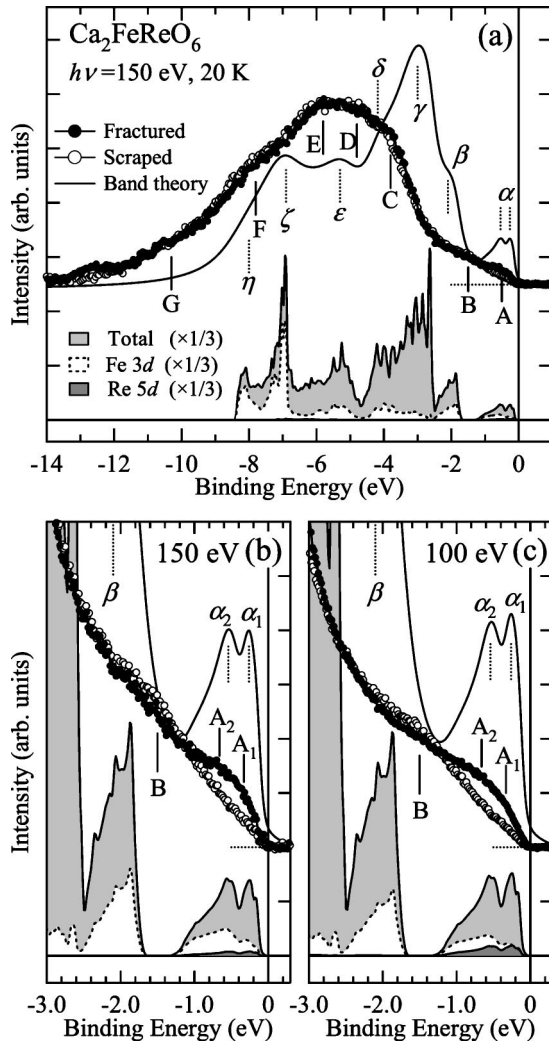 Ca₂FeReO₆
(a)
hν=150 eV, 20 K
Fractured
Scraped
Band theory
δ
γ
β
α
E
D
C
F
ζ
ε
B
A
G
η
Total (×1/3)
Fe 3d (×1/3)
Re 5d (×1/3)
Intensity (arb. units)
-14 -12 -10 -8 -6 -4 -2 0
Binding Energy (eV)
150 eV (b)
β
α₂ α₁
A₂
A₁
B
Intensity (arb. units)
-3.0 -2.0 -1.0 0
Binding Energy (eV)
100 eV (c)
β
α₂ α₁
A₂
A₁
B
Intensity (arb. units)
-3.0 -2.0 -1.0 0
Binding Energy (eV)